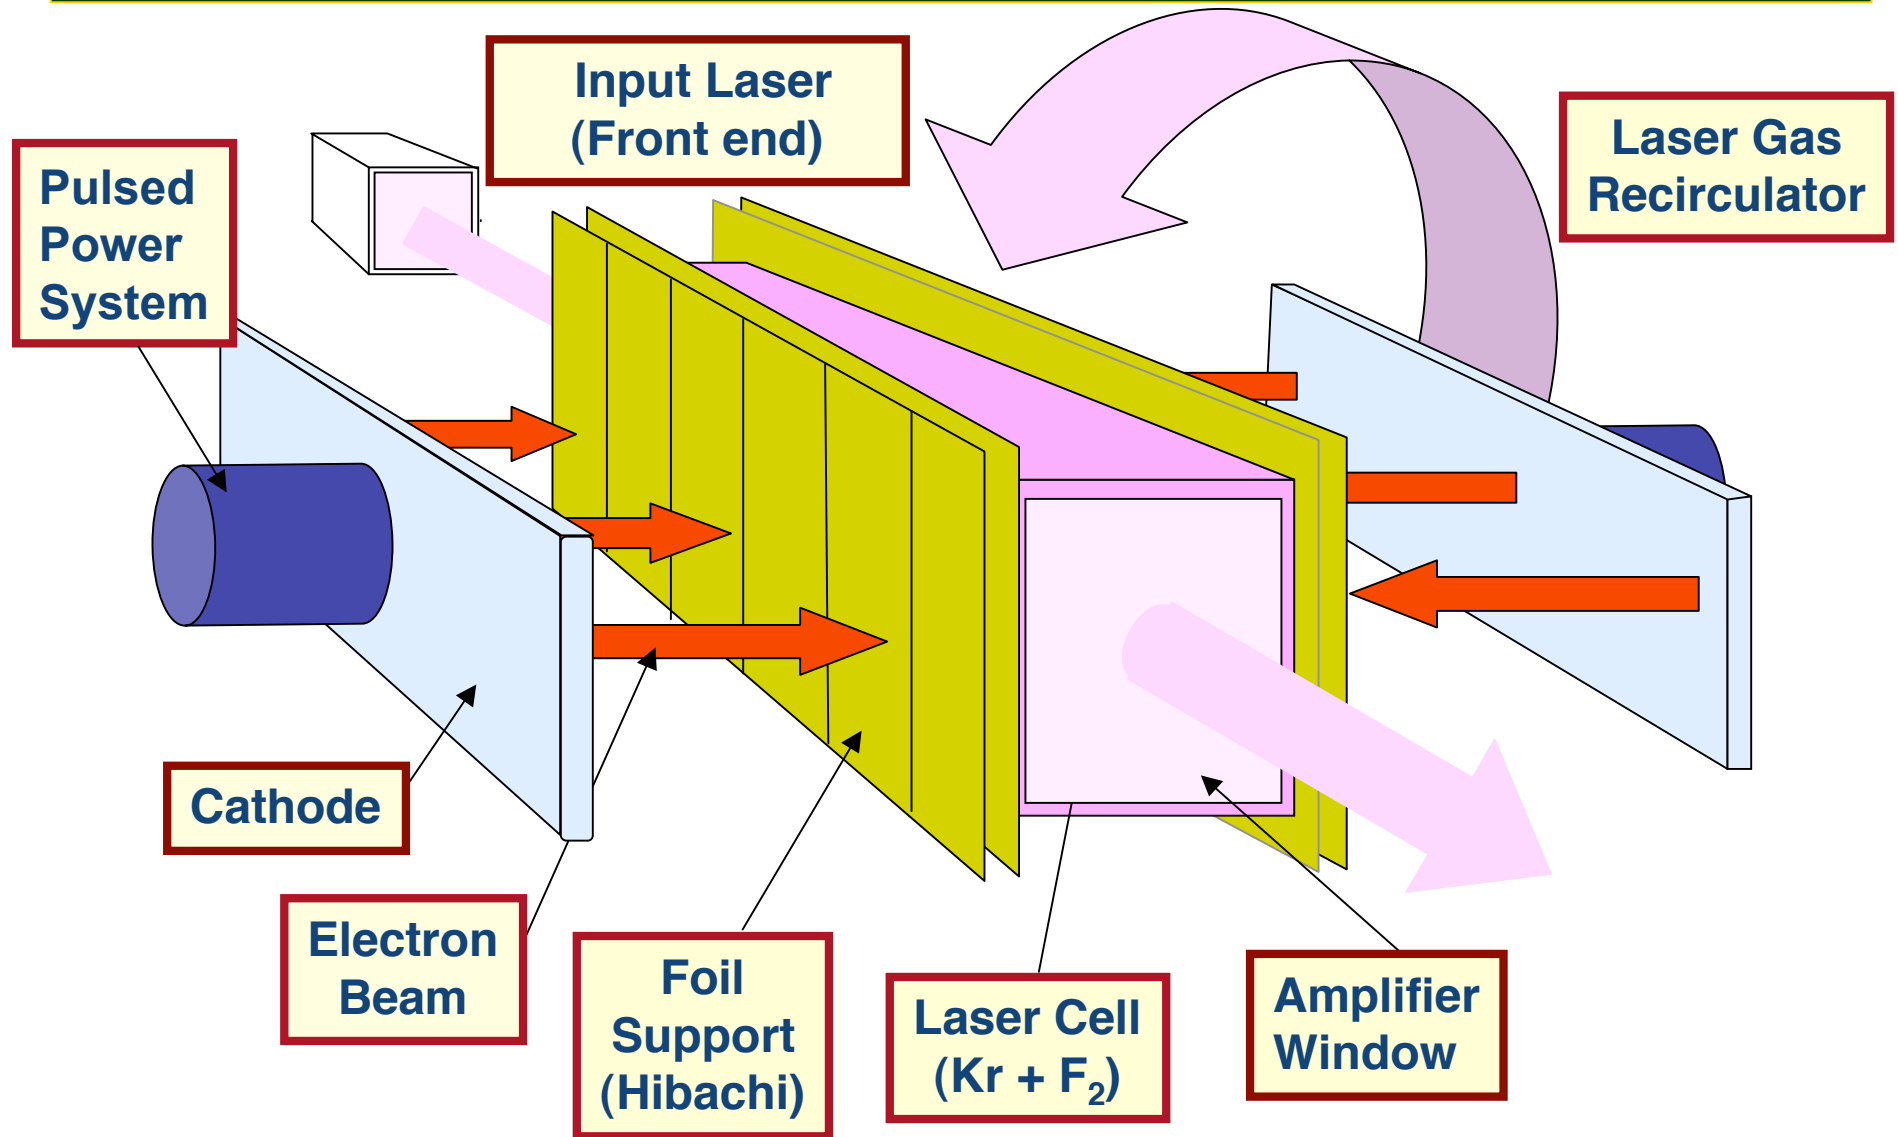 Input Laser
(Front end)
Laser Gas
Recirculator
Pulsed
Power
System
Cathode
Electron
Beam
Foil
Support
(Hibachi)
Laser Cell
(Kr + F₂)
Amplifier
Window